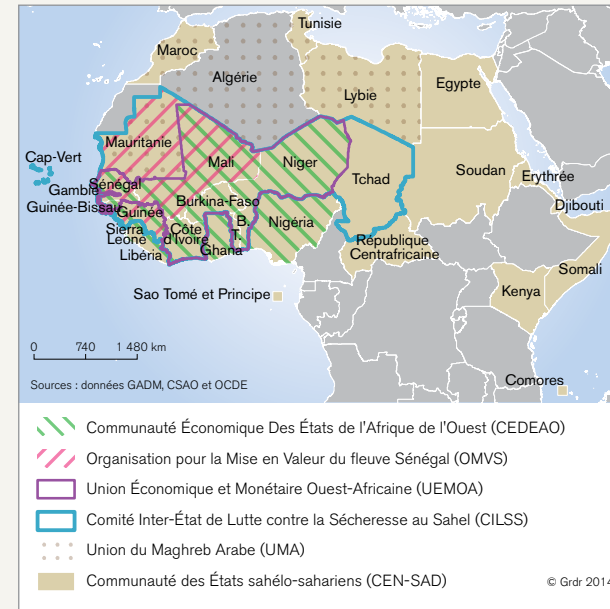 Tunisie
Maroc
Algérie
Lybie
Egypte
Mauritanie
Cap-Vert
Mali
Niger
Tchad
Soudan
Erythrée
Sénégal
Gambie
Guinée-Bissau
Guinée
Burkina-Faso
Djibouti
Sierra
Leone
Côte
d'Ivoire
B.
T.
Ghana
Nigéria
Libéria
République
Centrafricaine
Somali
Sao Tomé et Principe
Kenya
Comores
0 740 1 480 km
Sources : données GADM, CSAO et OCDE
Communauté Économique Des États de l'Afrique de l'Ouest (CEDEAO)
Organisation pour la Mise en Valeur du fleuve Sénégal (OMVS)
Union Économique et Monétaire Ouest-Africaine (UEMOA)
Comité Inter-État de Lutte contre la Sécheresse au Sahel (CILSS)
Union du Maghreb Arabe (UMA)
Communauté des États sahélo-sahariens (CEN-SAD)
© Grdr 2014